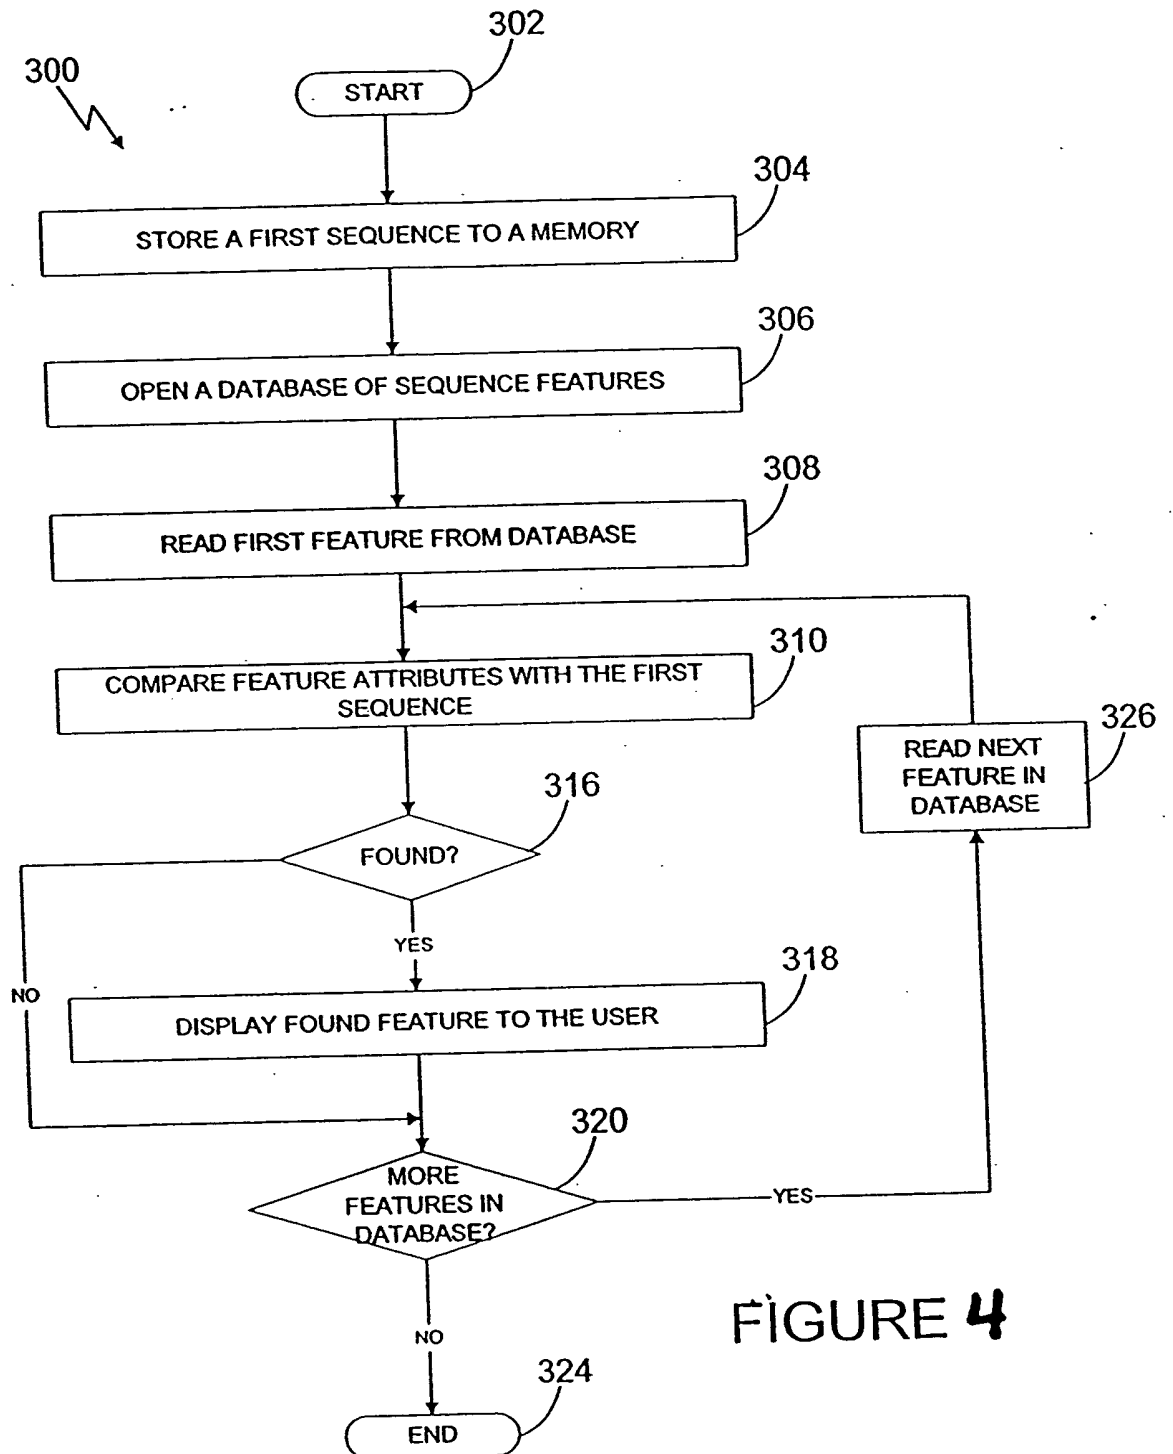 302
300
START
304
STORE A FIRST SEQUENCE TO A MEMORY
306
OPEN A DATABASE OF SEQUENCE FEATURES
308
READ FIRST FEATURE FROM DATABASE
310
COMPARE FEATURE ATTRIBUTES WITH THE FIRST
SEQUENCE
326
READ NEXT
FEATURE IN
DATABASE
316
FOUND?
YES
NO
318
DISPLAY FOUND FEATURE TO THE USER
320
MORE
FEATURES IN
DATABASE?
YES
NO
FIGURE 4
324
END